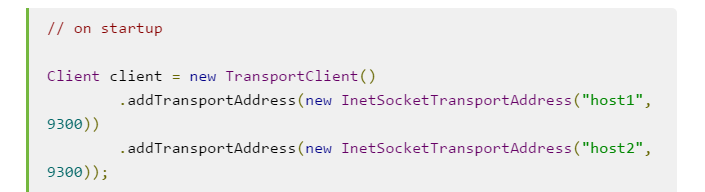 // on startup
Client client = new TransportClient()
        .addTransportAddress(new InetSocketTransportAddress("host1",
9300))
        .addTransportAddress(new InetSocketTransportAddress("host2",
9300));